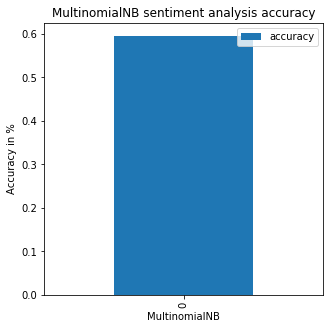 MultinomialNB sentiment analysis accuracy
accuracy
0.6
0.5
0.4
0.3
0.2
0.1
0.0
Accuracy in %
0
MultinomialNB